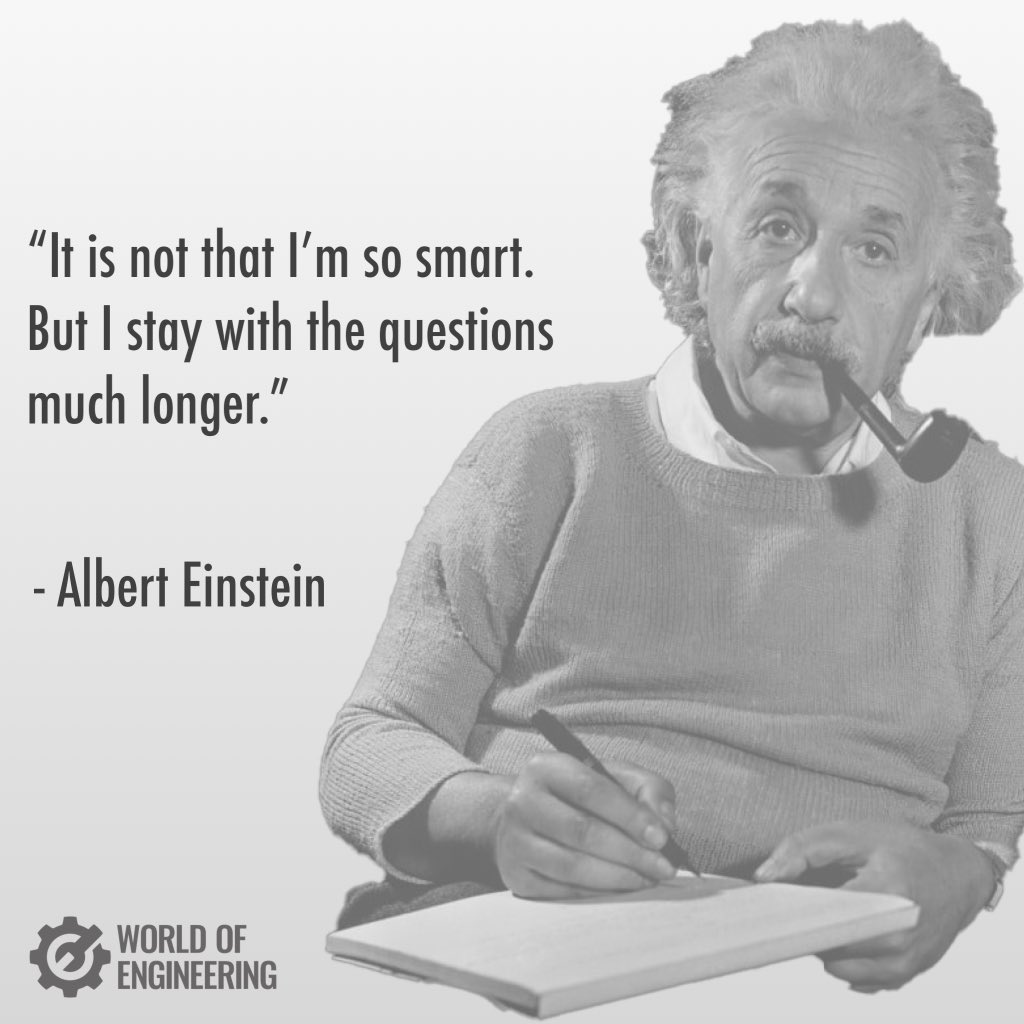 “It is not that I’m so smart.
But I stay with the questions
much longer.”
- Albert Einstein
WORLD OF
ENGINEERING